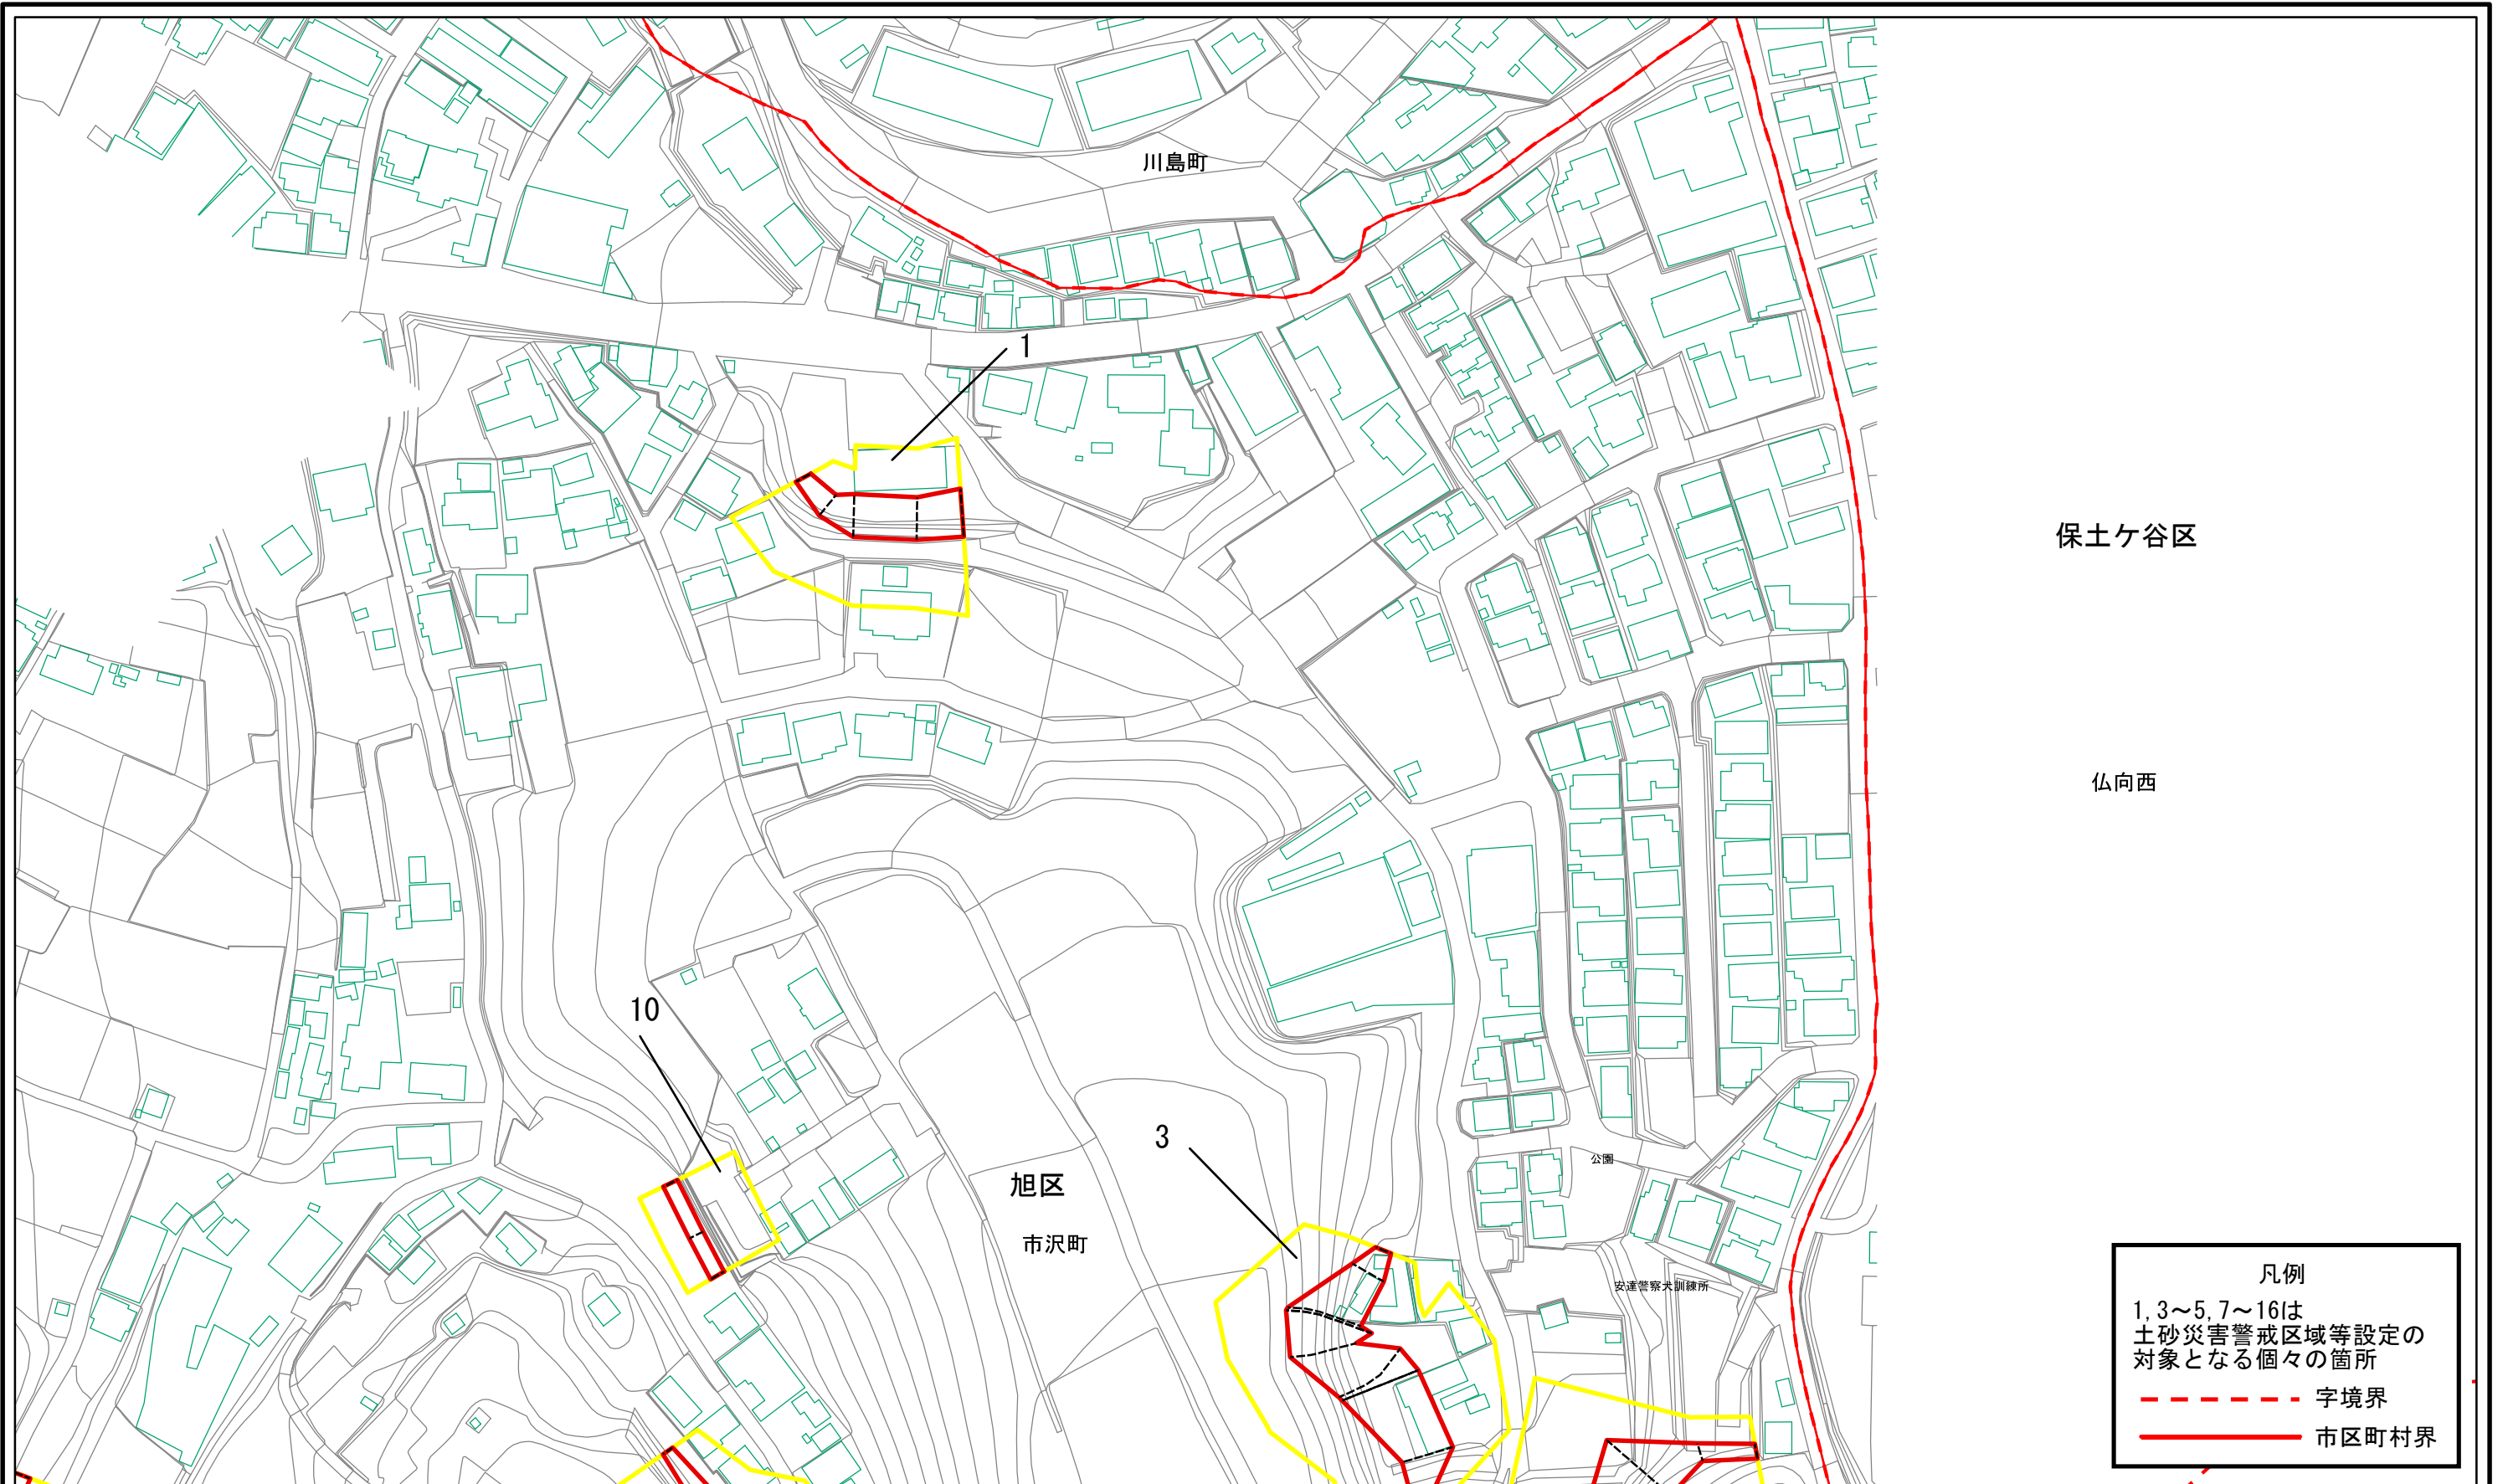 川島町
1
保土ケ谷区
仏向西
10
3
公園
旭区
市沢町
安達警察犬訓練所
凡例
1,3～5,7～16は
土砂災害警戒区域等設定の
対象となる個々の箇所
字境界
市区町村界